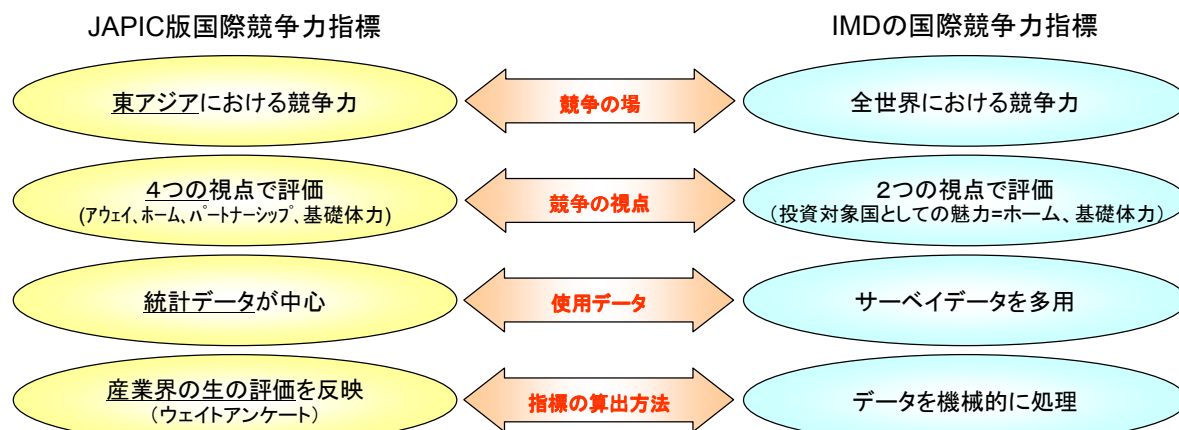 JAPIC版国際競争力指標
IMDの国際競争力指標
東アジアにおける競争力
競争の場
全世界における競争力
4つの視点で評価
(アウェイ、ホーム、パートナーシップ、基礎体力)
競争の視点
2つの視点で評価
(投資対象国としての魅力=ホーム、基礎体力)
統計データが中心
使用データ
サーベイデータを多用
産業界の生の評価を反映
(ウェイトアンケート)
指標の算出方法
データを機械的に処理